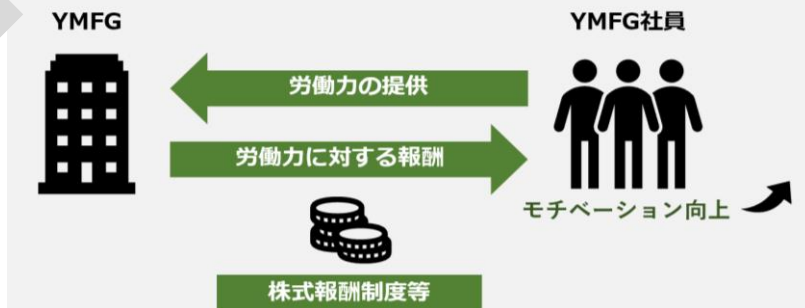 YMFG
YMFG社員
労働力の提供
労働力に対する報酬
モチベーション向上
株式報酬制度等